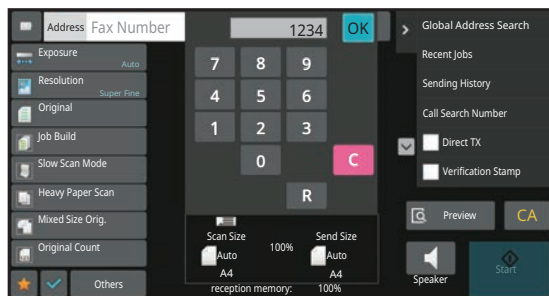 Address Fax Number
1234 OK
Exposure
Auto
Resolution
Super Fine
Original
Job Build
Slow Scan Mode
Heavy Paper Scan
Mixed Size Orig.
Original Count
Others
7 8 9
4 5 6
1 2 3
0 C
R
Scan Size
Auto
A4
100%
Send Size
Auto
A4
reception memory: 100%
Global Address Search
Recent Jobs
Sending History
Call Search Number
Direct TX
Verification Stamp
Preview CA
Speaker
Start